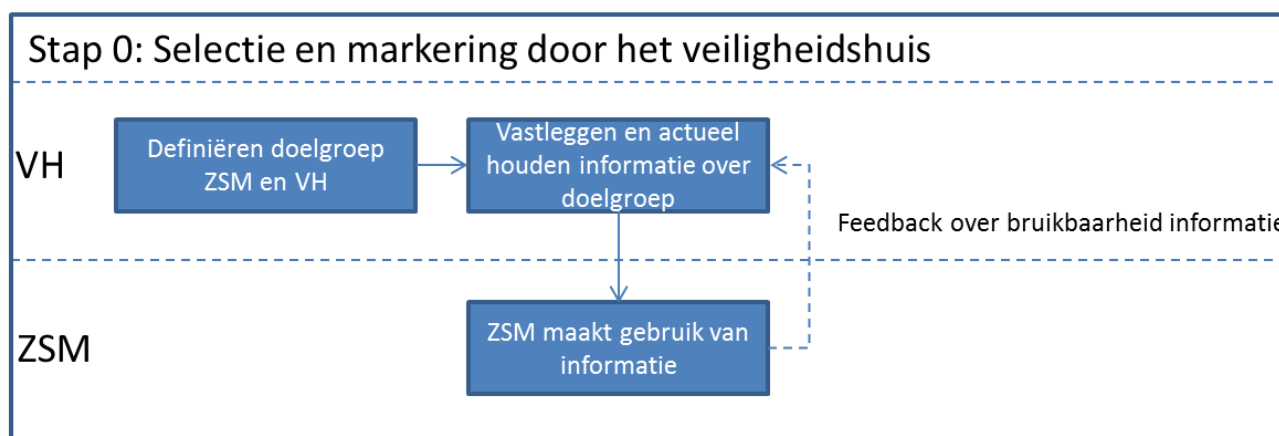 Stap 0: Selectie en markering door het veiligheidshuis
VH
Definiëren doelgroep
ZSM en VH
Vastleggen en actueel
houden informatie over
doelgroep
Feedback over bruikbaarheid informatie
ZSM
ZSM maakt gebruik van
informatie